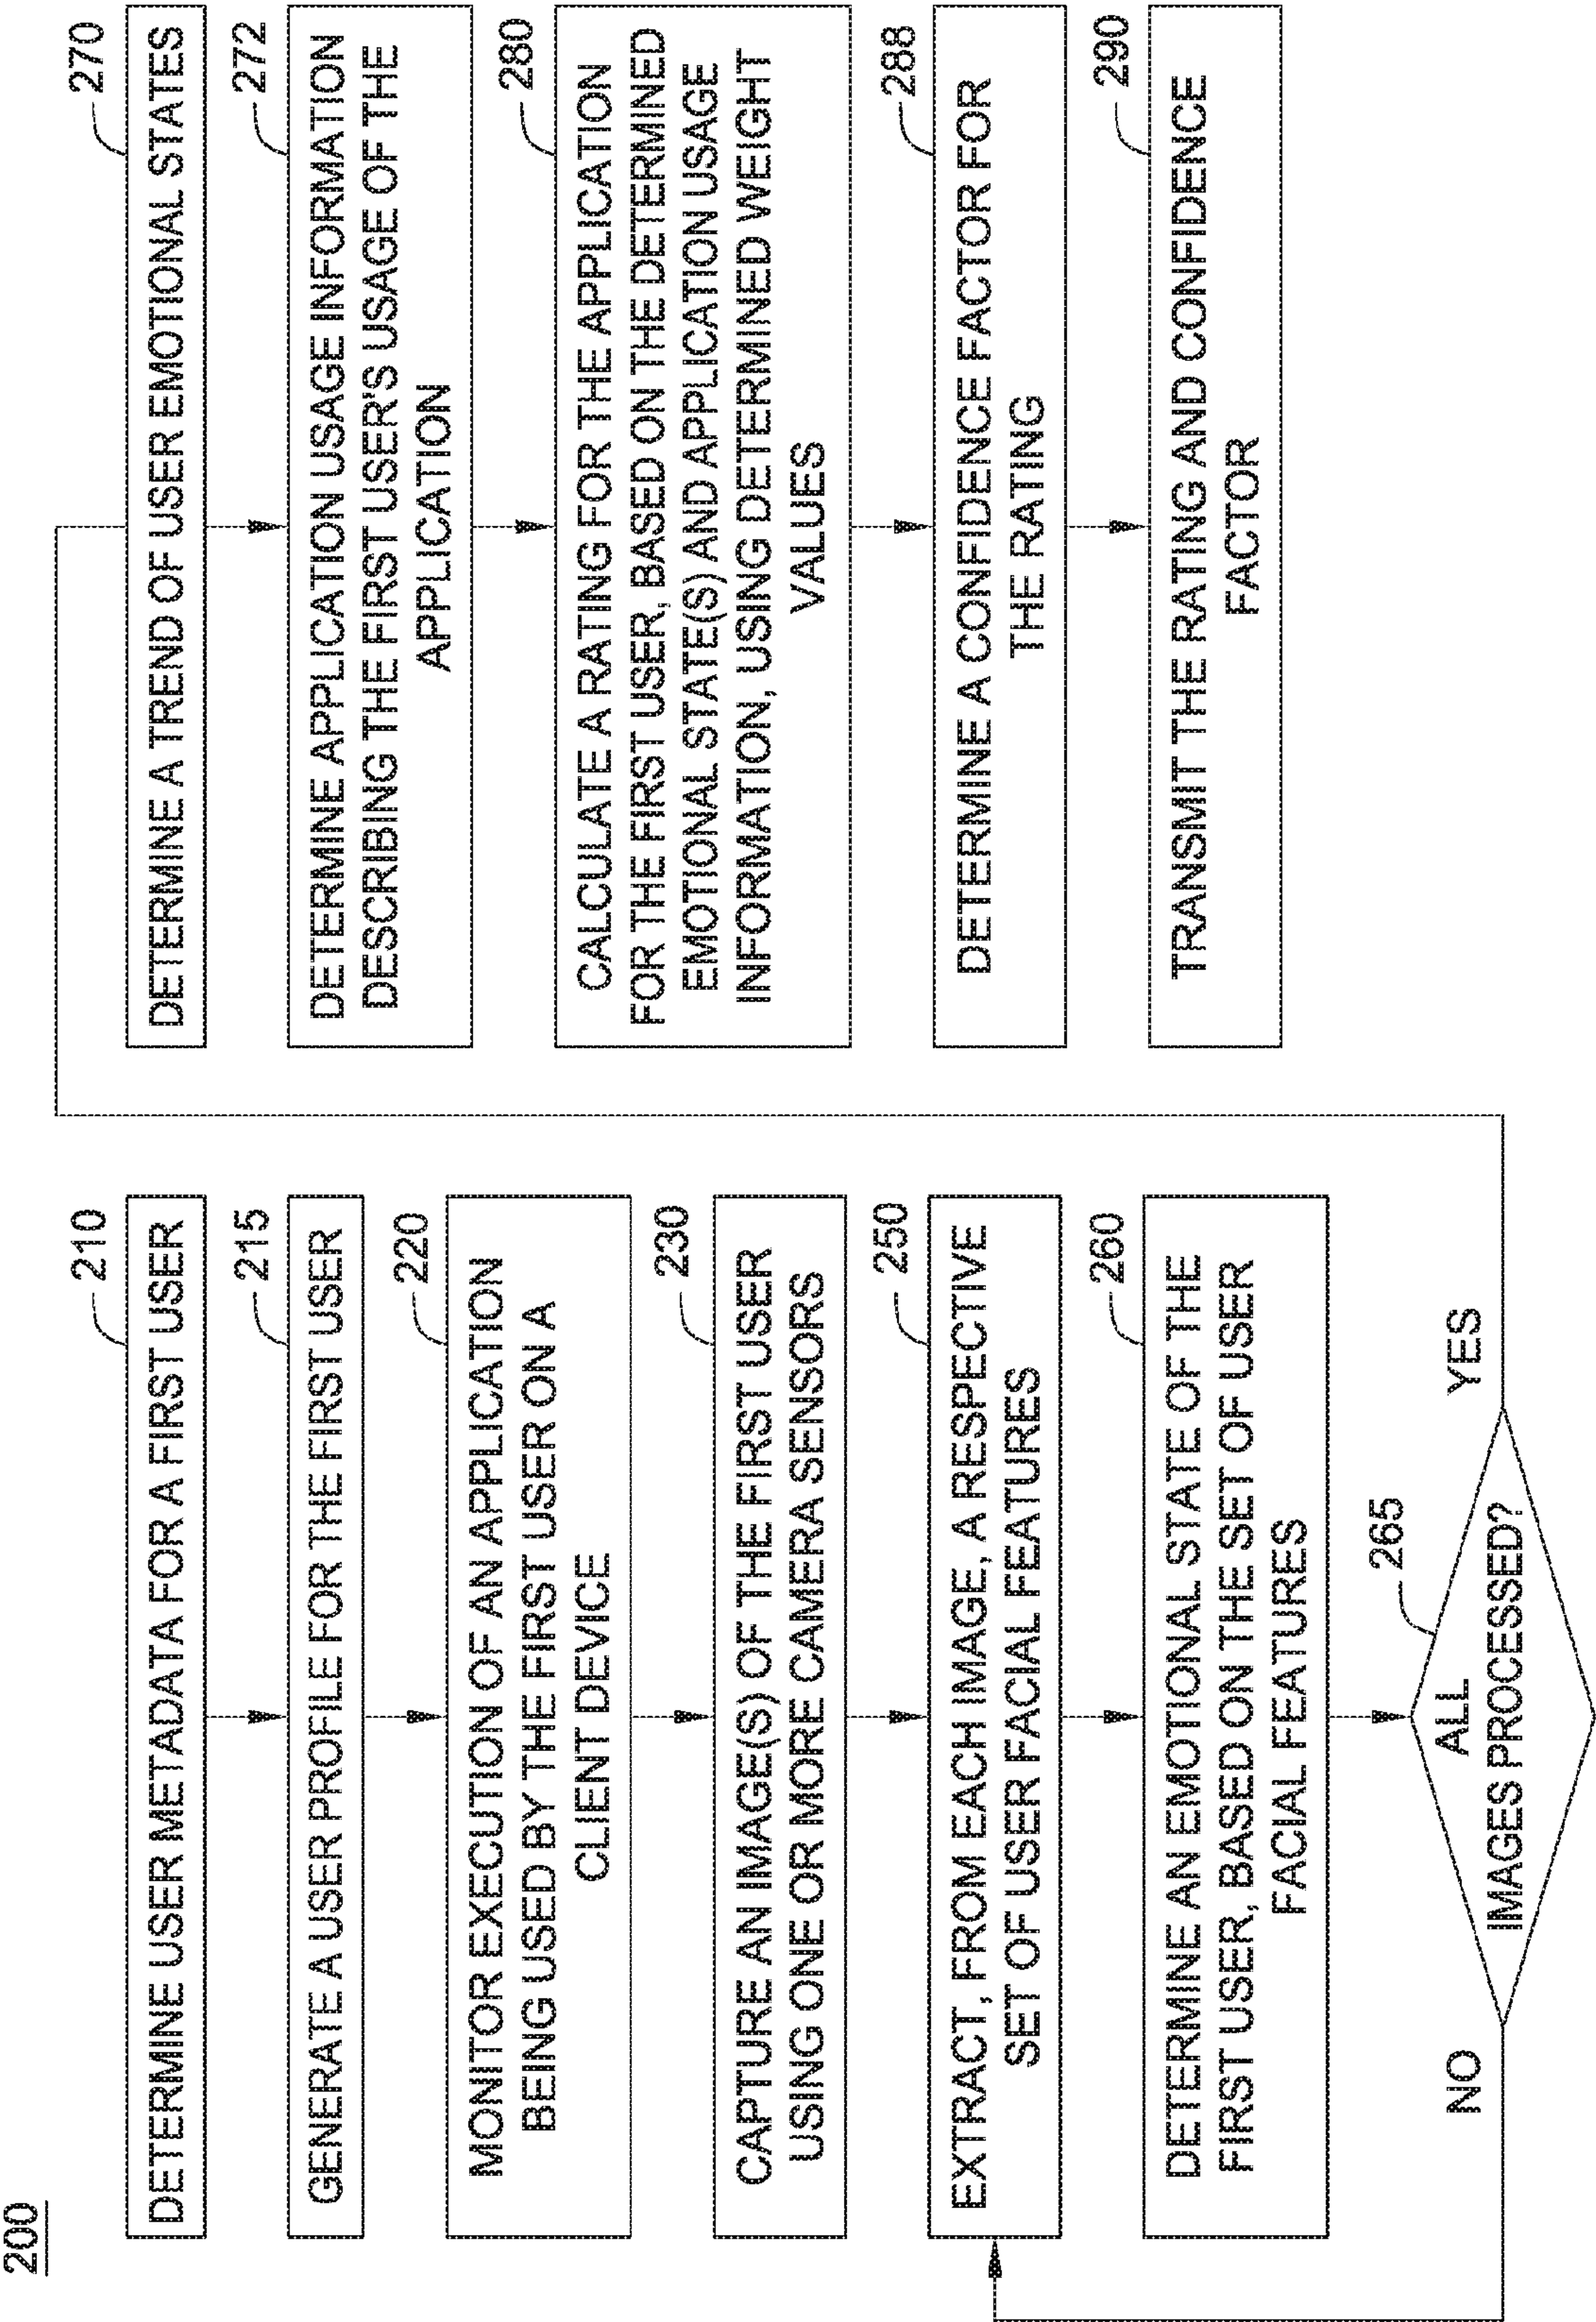 200
210
DETERMINE USER METADATA FOR A FIRST USER
215
GENERATE A USER PROFILE FOR THE FIRST USER
220
MONITOR EXECUTION OF AN APPLICATION
BEING USED BY THE FIRST USER ON A
CLIENT DEVICE
230
CAPTURE AN IMAGE(S) OF THE FIRST USER
USING ONE OR MORE CAMERA SENSORS
250
EXTRACT, FROM EACH IMAGE, A RESPECTIVE
SET OF USER FACIAL FEATURES
260
DETERMINE AN EMOTIONAL STATE OF THE
FIRST USER, BASED ON THE SET OF USER
FACIAL FEATURES
265
ALL
IMAGES PROCESSED?
NO
YES
270
DETERMINE A TREND OF USER EMOTIONAL STATES
272
DETERMINE APPLICATION USAGE INFORMATION
DESCRIBING THE FIRST USER'S USAGE OF THE
APPLICATION
280
CALCULATE A RATING FOR THE APPLICATION
FOR THE FIRST USER, BASED ON THE DETERMINED
EMOTIONAL STATE(S) AND APPLICATION USAGE
INFORMATION, USING DETERMINED WEIGHT
VALUES
288
DETERMINE A CONFIDENCE FACTOR FOR
THE RATING
290
TRANSMIT THE RATING AND CONFIDENCE
FACTOR